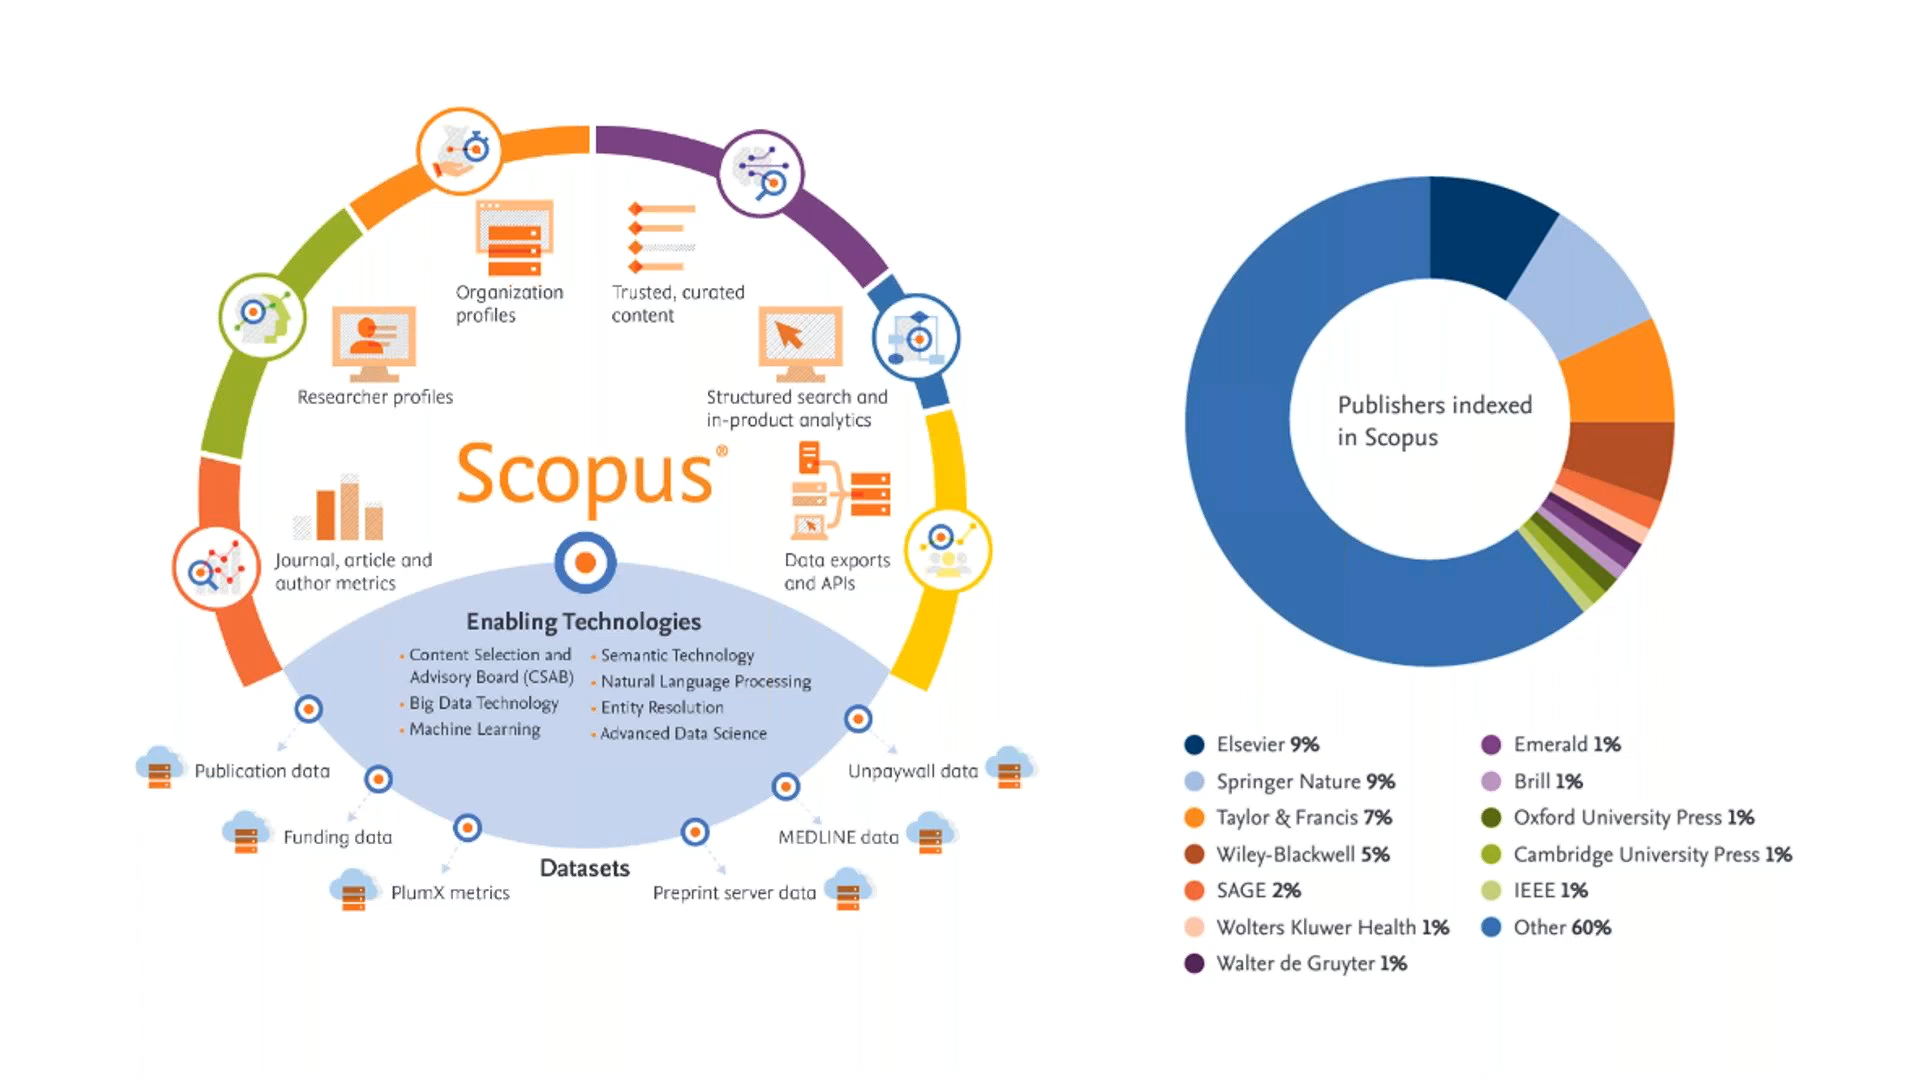 Organization
profiles
Trusted, curated
content
Researcher profiles
Structured search and
in-product analytics
Scopus®
Journal, article and
author metrics
Data exports
and APIs
Enabling Technologies
• Content Selection and
Advisory Board (CSAB)
• Big Data Technology
• Machine Learning
• Semantic Technology
• Natural Language Processing
• Entity Resolution
• Advanced Data Science
Publication data
Funding data
PlumX metrics
Datasets
Preprint server data
MEDLINE data
Unpaywall data
Publishers indexed
in Scopus
Elsevier 9%
Springer Nature 9%
Taylor & Francis 7%
Wiley-Blackwell 5%
SAGE 2%
Wolters Kluwer Health 1%
Walter de Gruyter 1%
Emerald 1%
Brill 1%
Oxford University Press 1%
Cambridge University Press 1%
IEEE 1%
Other 60%